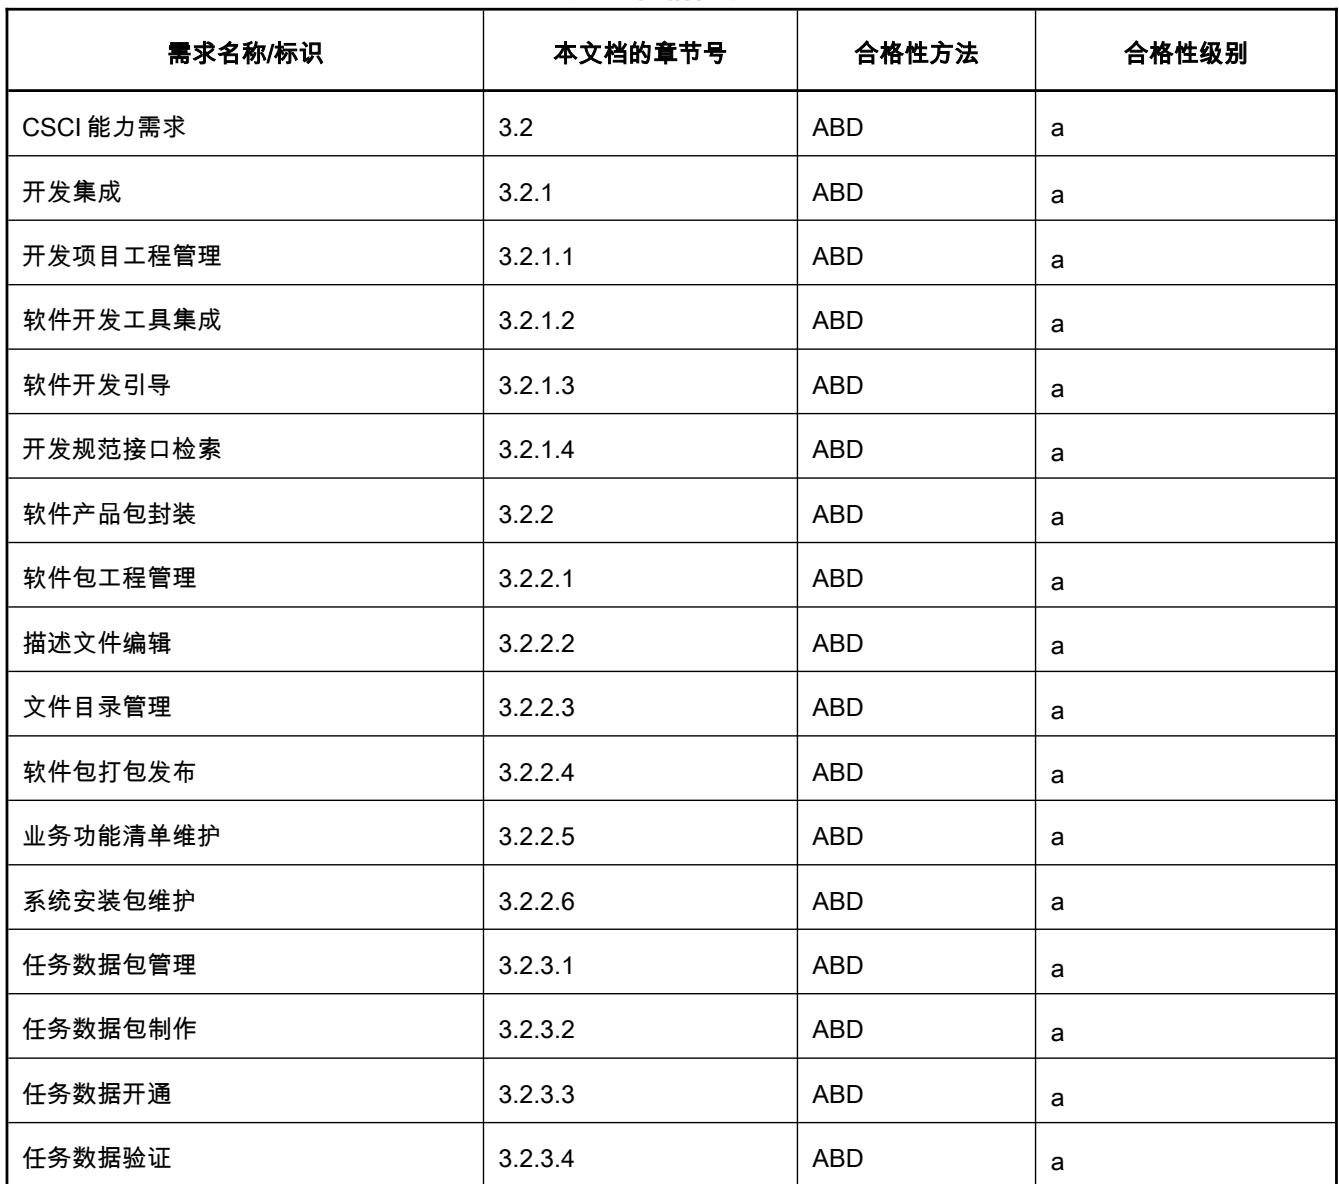 需求名称/标识 本文档的章节号 合格性方法 合格性级别
CSCI 能力需求 3.2 ABD a
开发集成 3.2.1 ABD a
开发项目工程管理 3.2.1.1 ABD a
软件开发工具集成 3.2.1.2 ABD a
软件开发引导 3.2.1.3 ABD a
开发规范接口检索 3.2.1.4 ABD a
软件产品包封装 3.2.2 ABD a
软件包工程管理 3.2.2.1 ABD a
描述文件编辑 3.2.2.2 ABD a
文件目录管理 3.2.2.3 ABD a
软件包打包发布 3.2.2.4 ABD a
业务功能清单维护 3.2.2.5 ABD a
系统安装包维护 3.2.2.6 ABD a
任务数据包管理 3.2.3.1 ABD a
任务数据包制作 3.2.3.2 ABD a
任务数据开通 3.2.3.3 ABD a
任务数据验证 3.2.3.4 ABD a